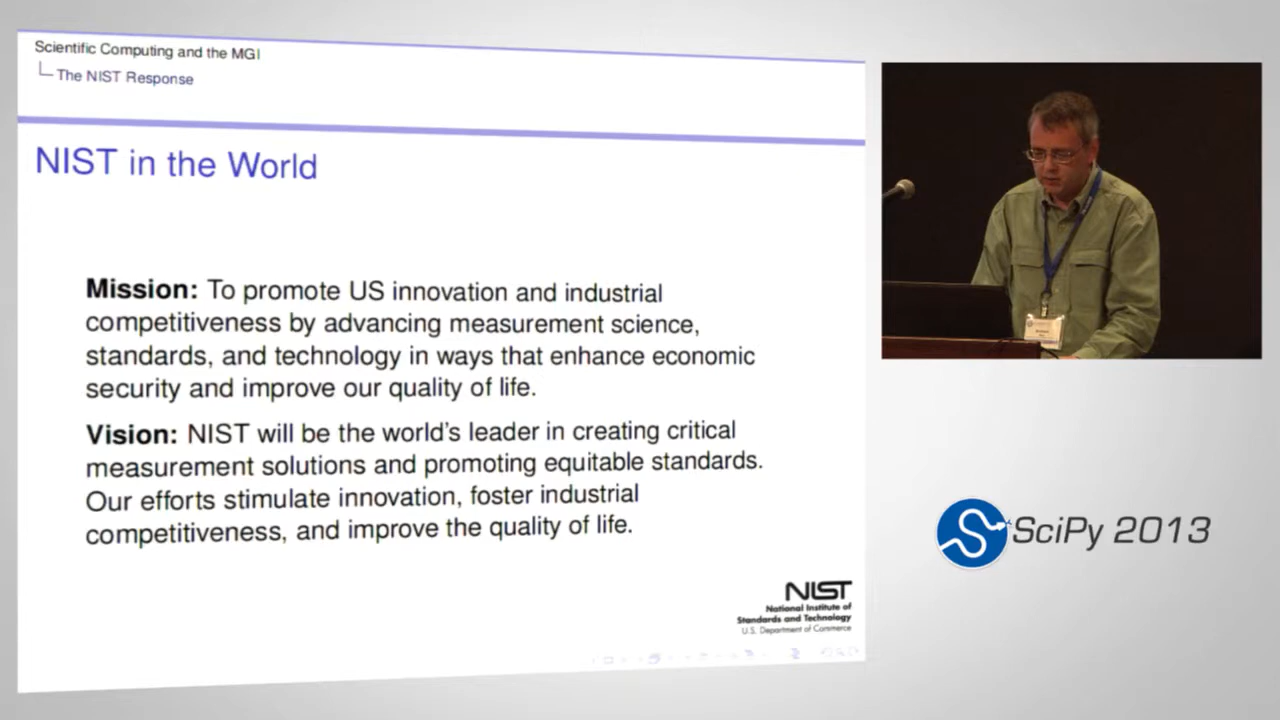 Scientific Computing and the MGI
The NIST Response
NIST in the World
Mission: To promote US innovation and industrial
competitiveness by advancing measurement science,
standards, and technology in ways that enhance economic
security and improve our quality of life.
Vision: NIST will be the world's leader in creating critical
measurement solutions and promoting equitable standards.
Our efforts stimulate innovation, foster industrial
competitiveness, and improve the quality of life.
NIST
National Institute of
Standards and Technology
U.S. Department of Commerce
SciPy 2013